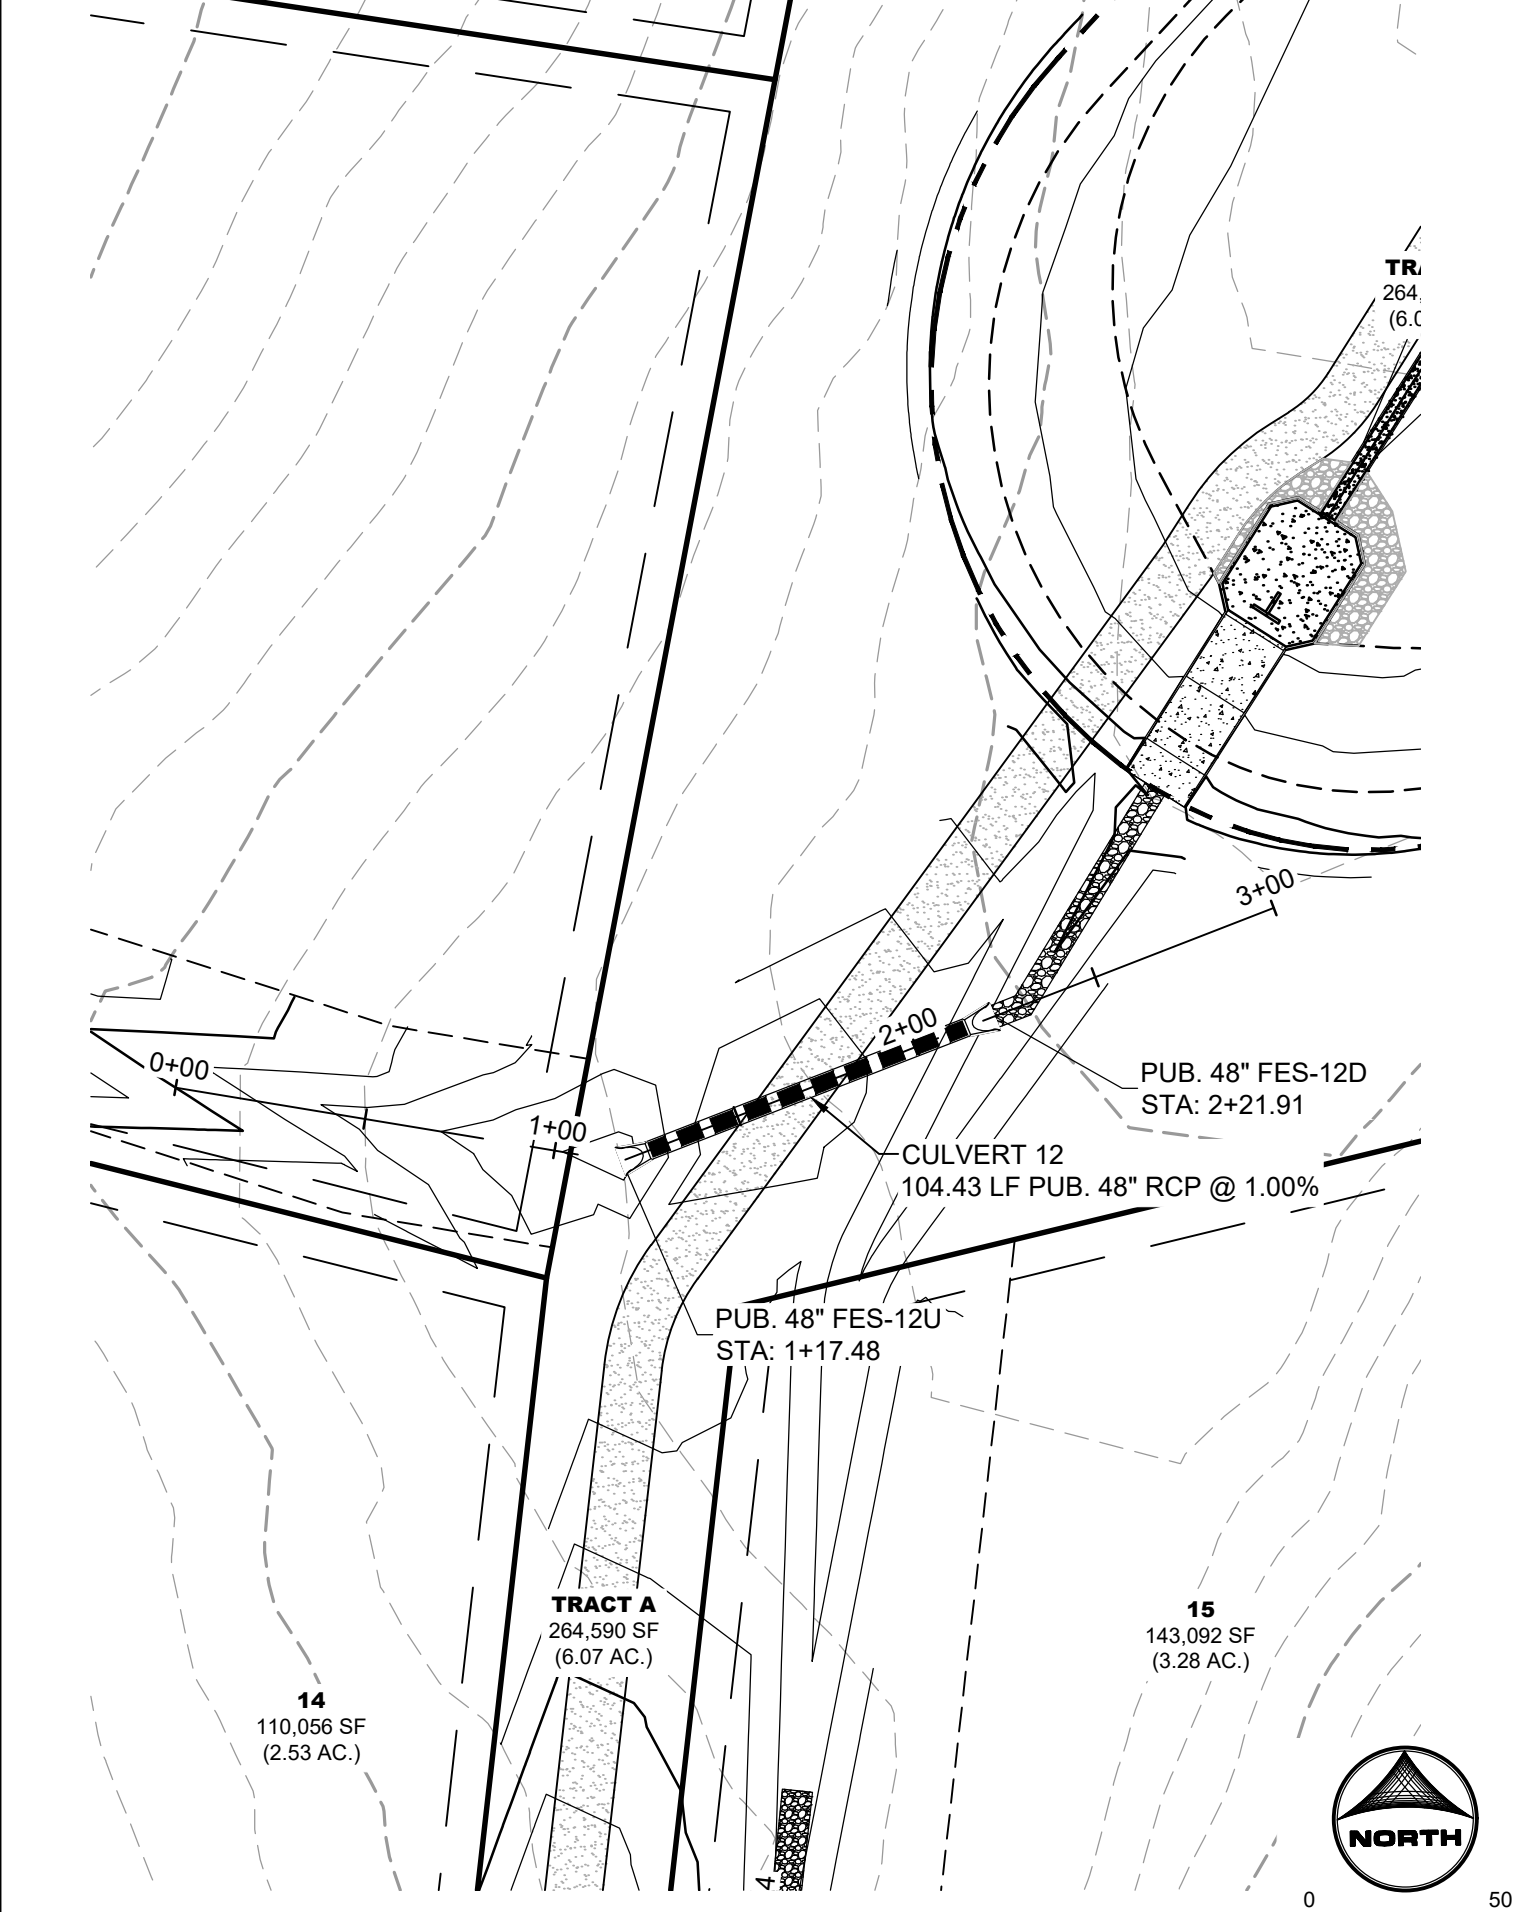 TRA
264,
(6.0
3+00
2+00
0+00
1+00
PUB. 48" FES-12D
STA: 2+21.91
CULVERT 12
104.43 LF PUB. 48" RCP @ 1.00%
PUB. 48" FES-12U
STA: 1+17.48
TRACT A
264,590 SF
(6.07 AC.)
15
143,092 SF
(3.28 AC.)
14
110,056 SF
(2.53 AC.)
4
NORTH
0 50